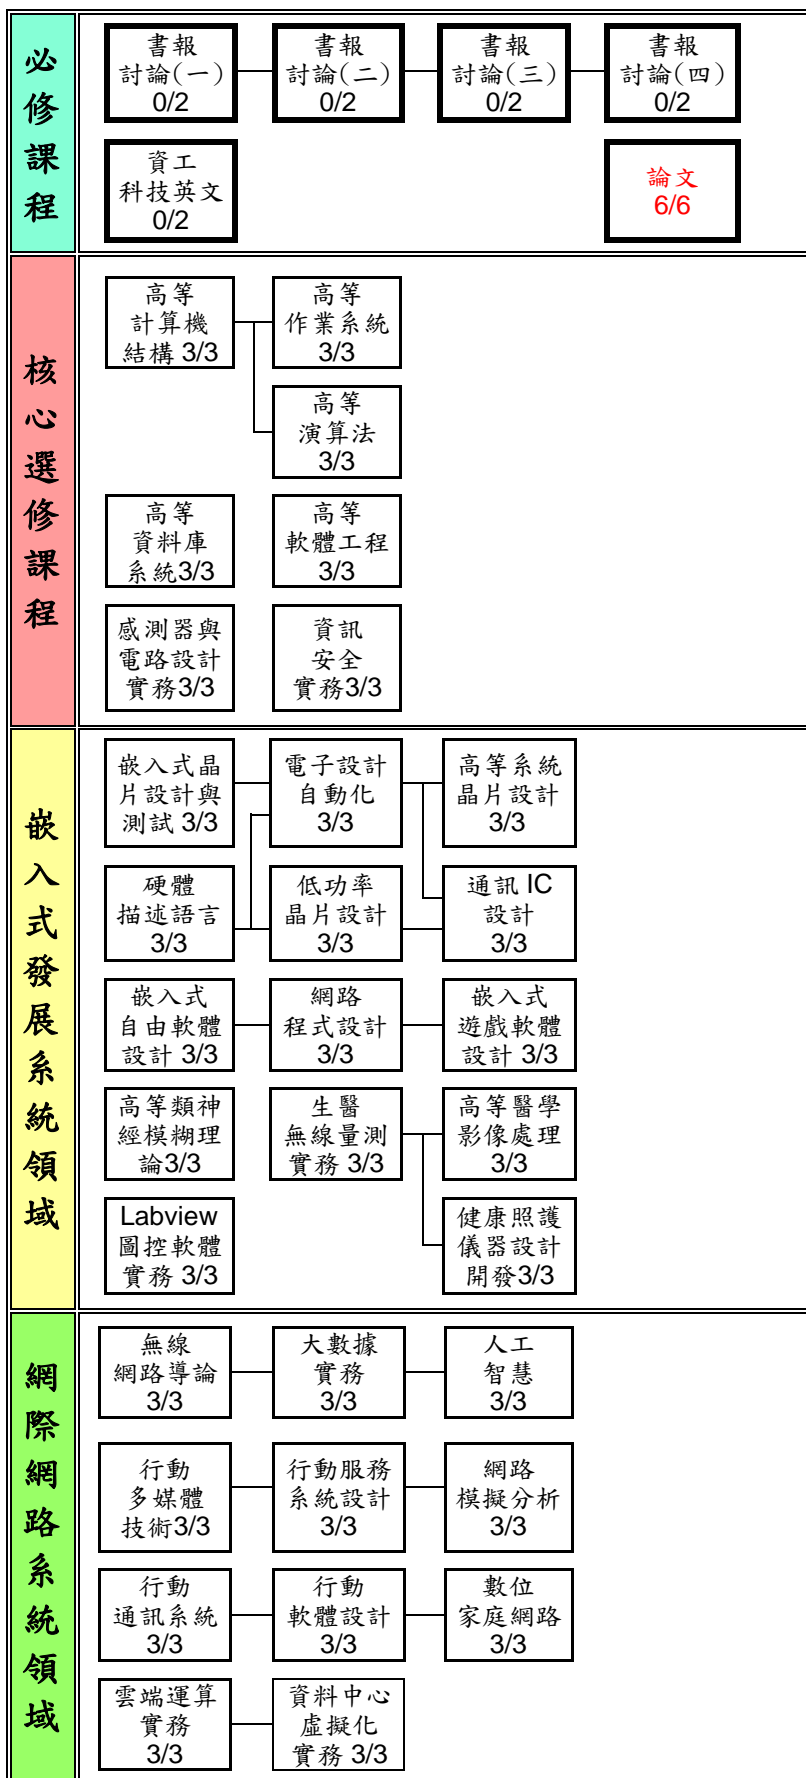 必修課程
書報
討論(一)
0/2
書報
討論(二)
0/2
書報
討論(三)
0/2
書報
討論(四)
0/2
資工
科技英文
0/2
論文
6/6
核心選修課程
高等
計算機
結構 3/3
高等
作業系統
3/3
高等
演算法
3/3
高等
資料庫
系統3/3
高等
軟體工程
3/3
感測器與
電路設計
實務3/3
資訊
安全
實務3/3
嵌入式發展系統領域
嵌入式晶
片設計與
測試 3/3
電子設計
自動化
3/3
高等系統
晶片設計
3/3
硬體
描述語言
3/3
低功率
晶片設計
3/3
通訊 IC
設計
3/3
嵌入式
自由軟體
設計 3/3
網路
程式設計
3/3
嵌入式
遊戲軟體
設計 3/3
高等類神
經模糊理
論3/3
生醫
無線量測
實務 3/3
高等醫學
影像處理
3/3
Labview
圖控軟體
實務 3/3
健康照護
儀器設計
開發3/3
網際網路系統領域
無線
網路導論
3/3
大數據
實務
3/3
人工
智慧
3/3
行動
多媒體
技術3/3
行動服務
系統設計
3/3
網路
模擬分析
3/3
行動
通訊系統
3/3
行動
軟體設計
3/3
數位
家庭網路
3/3
雲端運算
實務
3/3
資料中心
虛擬化
實務 3/3